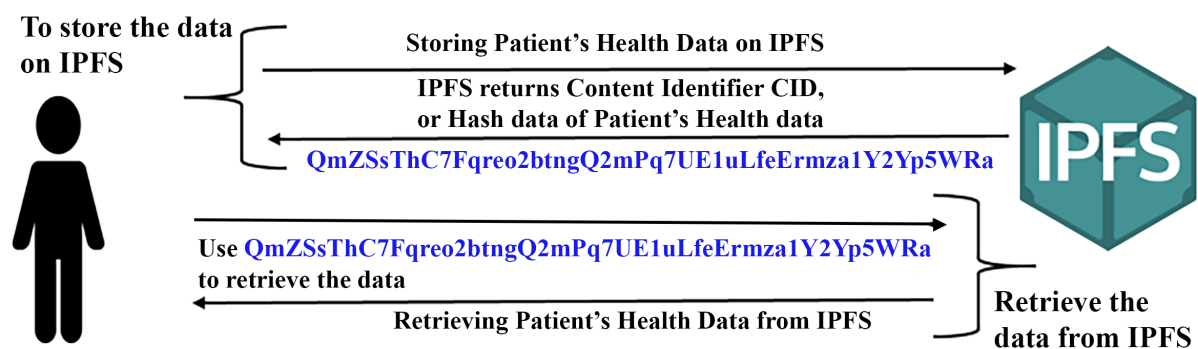 To store the data
on IPFS
Storing Patient's Health Data on IPFS
IPFS returns Content Identifier CID,
or Hash data of Patient's Health data
QmZSsThC7Fqreo2btngQ2mPq7UE1uLfeErmza1Y2Yp5WRa
IPFS
Use QmZSsThC7Fqreo2btngQ2mPq7UE1uLfeErmza1Y2Yp5WRa
to retrieve the data
Retrieving Patient's Health Data from IPFS
Retrieve the
data from IPFS